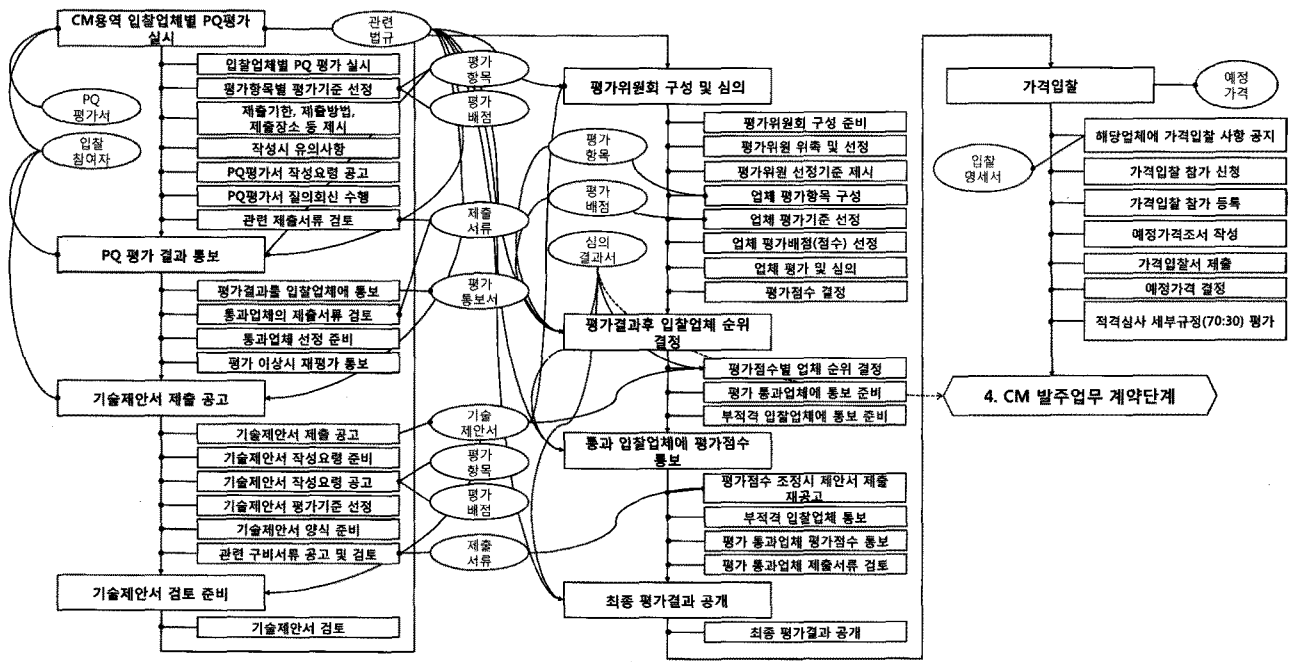 CM용역 입찰업체별 PQ평가
실시
관련
법규
입찰업체별 PQ 평가 실시
평가항목별 평가기준 선정
제출기한, 제출방법,
제출장소 등 제시
작성시 유의사항
PQ평가서 작성요령 공고
PQ평가서 질의회신 수행
관련 제출서류 검토
PQ
평가서
입찰
참여자
평가
항목
평가
배점
제출
서류
PQ 평가 결과 통보
평가결과를 입찰업체에 통보
통과업체의 제출서류 검토
통과업체 선정 준비
평가 이상시 재평가 통보
평가
통보서
기술제안서 제출 공고
기술제안서 제출 공고
기술제안서 작성요령 준비
기술제안서 작성요령 공고
기술제안서 평가기준 선정
기술제안서 양식 준비
관련 구비서류 공고 및 검토
기술
제안서
평가
항목
평가
배점
제출
서류
기술제안서 검토 준비
기술제안서 검토
평가위원회 구성 및 심의
평가위원회 구성 준비
평가위원 위촉 및 선정
평가위원 선정기준 제시
업체 평가항목 구성
업체 평가기준 선정
업체 평가배점(점수) 선정
업체 평가 및 심의
평가점수 결정
평가
항목
평가
배점
심의
결과서
평가결과후 입찰업체 순위
결정
평가점수별 업체 순위 결정
평가 통과업체에 통보 준비
부적격 입찰업체에 통보 준비
통과 입찰업체에 평가점수
통보
평가점수 조정시 제안서 제출
재공고
부적격 입찰업체 통보
평가 통과업체 평가점수 통보
평가 통과업체 제출서류 검토
최종 평가결과 공개
최종 평가결과 공개
가격입찰
예정
가격
입찰
명세서
해당업체에 가격입찰 사항 공지
가격입찰 참가 신청
가격입찰 참가 등록
예정가격조서 작성
가격입찰서 제출
예정가격 결정
적격심사 세부규정(70:30) 평가
4. CM 발주업무 계약단계